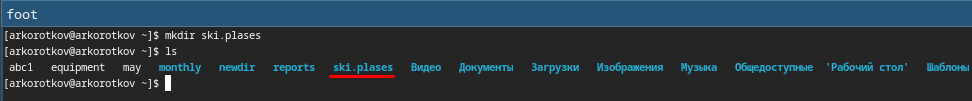 foot
[arkorotkov@arkorotkov ~]$ mkdir ski.plases
[arkorotkov@arkorotkov ~]$ ls
abc1 equipment may monthly newdir reports ski.plases Видео Документы Загрузки Изображения Музыка Общедоступные 'Рабочий стол' Шаблоны
[arkorotkov@arkorotkov ~]$